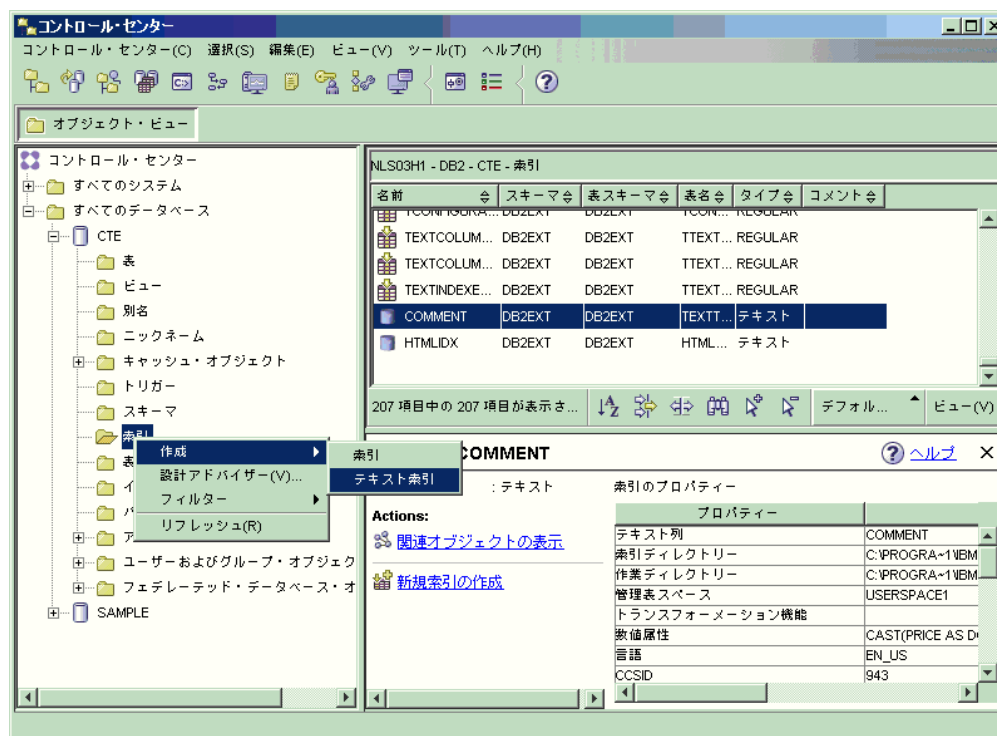 コントロール・センター
コントロール・センター(C) 選択(S) 編集(E) ビュー(V) ツール(T) ヘルプ(H)
オブジェクト・ビュー
コントロール・センター
すべてのシステム
すべてのデータベース
CTE
表
ビュー
別名
ニックネーム
キャッシュ・オブジェクト
トリガー
スキーマ
索引
表
ユーザーおよびグループ・オブジェク
フェデレーテッド・データベース・オ
SAMPLE
作成
設計アドバイザー(V)...
フィルター
リフレッシュ(R)
索引
テキスト索引
NLS03H1 - DB2 - CTE - 索引
名前 スキーマ 表スキーマ 表名 タイプ コメント
TCONFIGURA... DB2EXT DB2EXT TCON... REGULAR
TEXTCOLUM... DB2EXT DB2EXT TTEXT... REGULAR
TEXTCOLUM... DB2EXT DB2EXT TTEXT... REGULAR
TEXTINDEXE... DB2EXT DB2EXT TTEXT... REGULAR
COMMENT DB2EXT DB2EXT TEXTT... テキスト
HTMLIDX DB2EXT DB2EXT HTML... テキスト
207 項目中の 207 項目が表示さ... デフォル... ビュー(V)
COMMENT ヘルプ
: テキスト 索引のプロパティー
Actions:
関連オブジェクトの表示
新規索引の作成
プロパティー
テキスト列 COMMENT
索引ディレクトリー C:\PROGRA~1\IBM
作業ディレクトリー C:\PROGRA~1\IBM
管理表スペース USERSPACE1
トランスフォーメーション機能
数値属性 CAST(PRICE AS D
言語 EN_US
CCSID 943